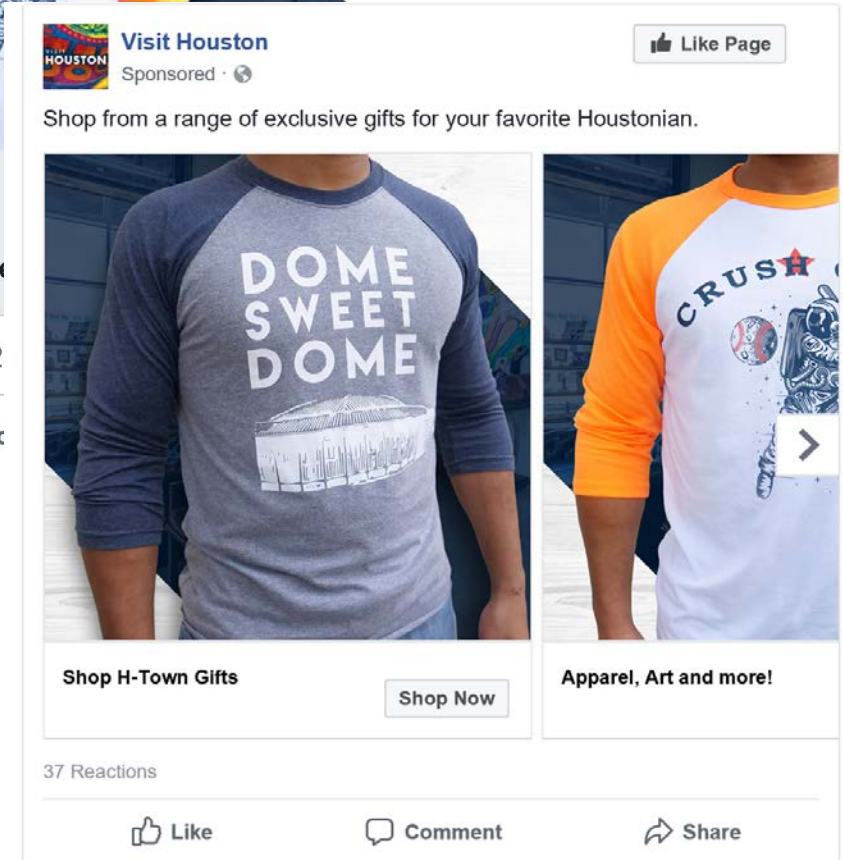 VISIT
HOUSTON
Visit Houston
Sponsored ·
Like Page
Shop from a range of exclusive gifts for your favorite Houstonian.
DOME
SWEET
DOME
CRUSH
Shop H-Town Gifts
Shop Now
Apparel, Art and more!
37 Reactions
Like
Comment
Share